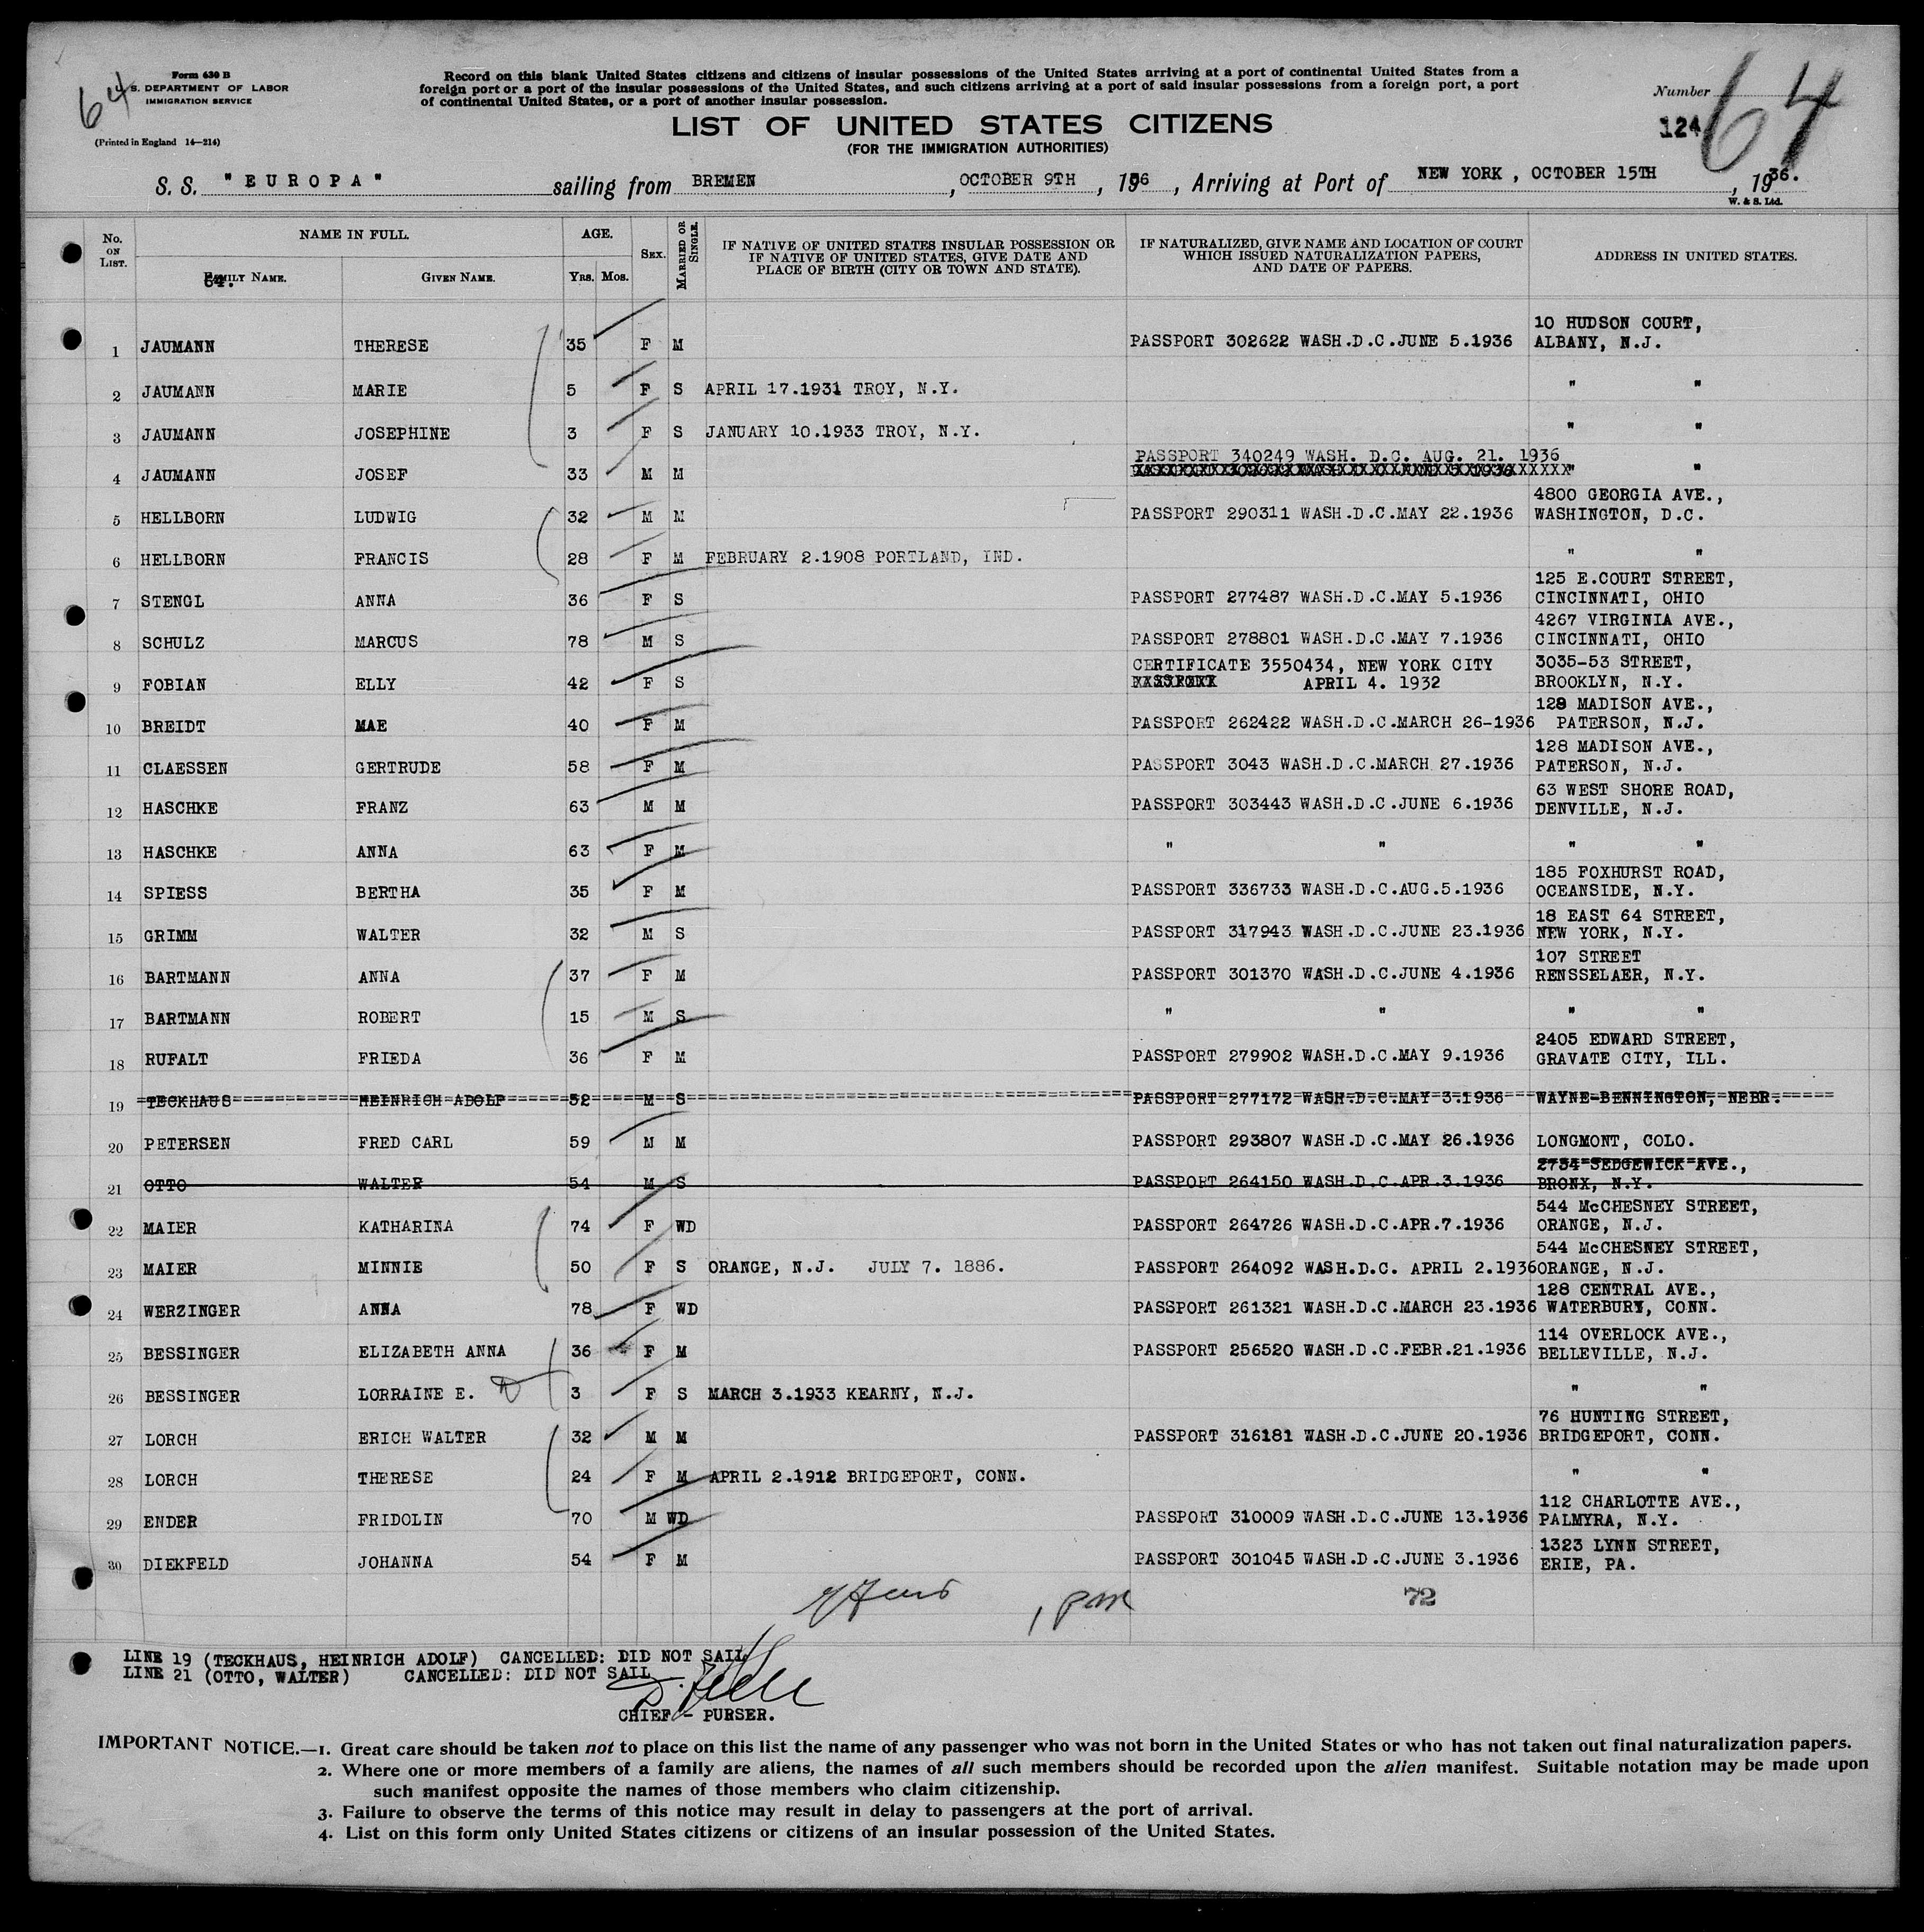 64
Form 630 B
S. DEPARTMENT OF LABOR
IMMIGRATION SERVICE
(Printed in England 14—214)
Record on this blank United States citizens and citizens of insular possessions of the United States arriving at a port of continental United States from a
foreign port or a port of the insular possessions of the United States, and such citizens arriving at a port of said insular possessions from a foreign port, a port
of continental United States, or a port of another insular possession.
Number
124 64
LIST OF UNITED STATES CITIZENS
(FOR THE IMMIGRATION AUTHORITIES)
S. S. "EUROPA" sailing from BREMEN, OCTOBER 9TH, 1936, Arriving at Port of NEW YORK, OCTOBER 15TH, 1936.
W. & S. Ltd.
No. ON LIST. NAME IN FULL. FAMILY NAME. 64. GIVEN NAME. AGE. Yrs. Mos. SEX. MARRIED OR SINGLE. IF NATIVE OF UNITED STATES INSULAR POSSESSION OR IF NATIVE OF UNITED STATES, GIVE DATE AND PLACE OF BIRTH (CITY OR TOWN AND STATE). IF NATURALIZED, GIVE NAME AND LOCATION OF COURT WHICH ISSUED NATURALIZATION PAPERS, AND DATE OF PAPERS. ADDRESS IN UNITED STATES.
1 JAUMANN THERESE 35 F M PASSPORT 302622 WASH.D.C.JUNE 5.1936 10 HUDSON COURT, ALBANY, N.J.
2 JAUMANN MARIE 5 F S APRIL 17.1931 TROY, N.Y. " "
3 JAUMANN JOSEPHINE 3 F S JANUARY 10.1933 TROY, N.Y. " "
4 JAUMANN JOSEF 33 M M PASSPORT 340249 WASH. D.C. AUG. 21. 1936 " "
5 HELLBORN LUDWIG 32 M M PASSPORT 290311 WASH.D.C.MAY 22.1936 4800 GEORGIA AVE., WASHINGTON, D.C.
6 HELLBORN FRANCIS 28 F M FEBRUARY 2.1908 PORTLAND, IND. " "
7 STENGL ANNA 36 F S PASSPORT 277487 WASH.D.C.MAY 5.1936 125 E.COURT STREET, CINCINNATI, OHIO
8 SCHULZ MARCUS 78 M S PASSPORT 278801 WASH.D.C.MAY 7.1936 4267 VIRGINIA AVE., CINCINNATI, OHIO
9 FOBIAN ELLY 42 F S CERTIFICATE 3550434, NEW YORK CITY APRIL 4. 1932 3035-53 STREET, BROOKLYN, N.Y.
10 BREIDT MAE 40 F M PASSPORT 262422 WASH.D.C.MARCH 26-1936 128 MADISON AVE., PATERSON, N.J.
11 CLAESSEN GERTRUDE 58 F M PASSPORT 3043 WASH.D.C.MARCH 27.1936 128 MADISON AVE., PATERSON, N.J.
12 HASCHKE FRANZ 63 M M PASSPORT 303443 WASH.D.C.JUNE 6.1936 63 WEST SHORE ROAD, DENVILLE, N.J.
13 HASCHKE ANNA 63 F M " " " "
14 SPIESS BERTHA 35 F M PASSPORT 336733 WASH.D.C.AUG.5.1936 185 FOXHURST ROAD, OCEANSIDE, N.Y.
15 GRIMM WALTER 32 M S PASSPORT 317943 WASH.D.C.JUNE 23.1936 18 EAST 64 STREET, NEW YORK, N.Y.
16 BARTMANN ANNA 37 F M PASSPORT 301370 WASH.D.C.JUNE 4.1936 107 STREET RENSSELAER, N.Y.
17 BARTMANN ROBERT 15 M S " " " "
18 RUFALT FRIEDA 36 F M PASSPORT 279902 WASH.D.C.MAY 9.1936 2405 EDWARD STREET, GRAVATE CITY, ILL.
19 TECKHAUS HEINRICH ADOLF 52 M S PASSPORT 277172 WASH.D.C.MAY 3.1936 WAYNE-BENNINGTON, NEBR.
20 PETERSEN FRED CARL 59 M M PASSPORT 293807 WASH.D.C.MAY 26.1936 LONGMONT, COLO.
21 OTTO WALTER 54 M S PASSPORT 264150 WASH.D.C.APR.3.1936 2734 SEDGEWICK AVE., BRONX, N.Y.
22 MAIER KATHARINA 74 F WD PASSPORT 264726 WASH.D.C.APR.7.1936 544 McCHESNEY STREET, ORANGE, N.J.
23 MAIER MINNIE 50 F S ORANGE, N.J. JULY 7. 1886. PASSPORT 264092 WASH.D.C. APRIL 2.1936 544 McCHESNEY STREET, ORANGE, N.J.
24 WERZINGER ANNA 78 F WD PASSPORT 261321 WASH.D.C.MARCH 23.1936 128 CENTRAL AVE., WATERBURY, CONN.
25 BESSINGER ELIZABETH ANNA 36 F M PASSPORT 256520 WASH.D.C.FEBR.21.1936 114 OVERLOCK AVE., BELLEVILLE, N.J.
26 BESSINGER LORRAINE E. 3 F S MARCH 3.1933 KEARNY, N.J. " "
27 LORCH ERICH WALTER 32 M M PASSPORT 316181 WASH.D.C.JUNE 20.1936 76 HUNTING STREET, BRIDGEPORT, CONN.
28 LORCH THERESE 24 F M APRIL 2.1912 BRIDGEPORT, CONN. " "
29 ENDER FRIDOLIN 70 M WD PASSPORT 310009 WASH.D.C.JUNE 13.1936 112 CHARLOTTE AVE., PALMYRA, N.Y.
30 DIEKFELD JOHANNA 54 F M PASSPORT 301045 WASH.D.C.JUNE 3.1936 1323 LYNN STREET, ERIE, PA.
72
LINE 19 (TECKHAUS, HEINRICH ADOLF) CANCELLED: DID NOT SAIL
LINE 21 (OTTO, WALTER) CANCELLED: DID NOT SAIL
CHIEF - PURSER.
IMPORTANT NOTICE.—1. Great care should be taken not to place on this list the name of any passenger who was not born in the United States or who has not taken out final naturalization papers.
2. Where one or more members of a family are aliens, the names of all such members should be recorded upon the alien manifest. Suitable notation may be made upon
such manifest opposite the names of those members who claim citizenship.
3. Failure to observe the terms of this notice may result in delay to passengers at the port of arrival.
4. List on this form only United States citizens or citizens of an insular possession of the United States.